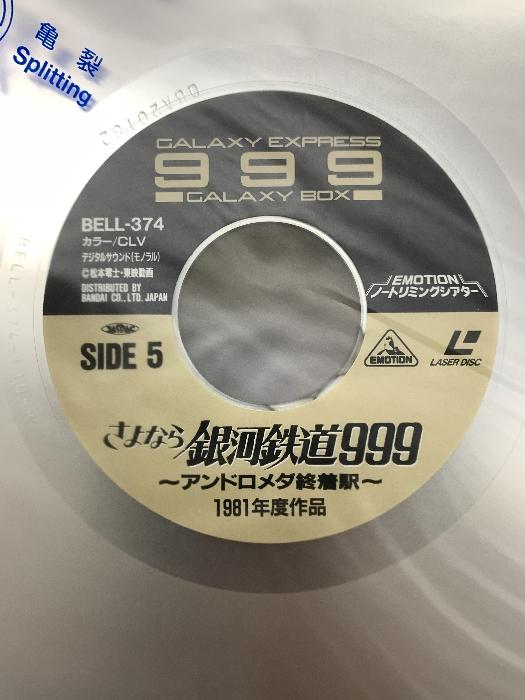 亀裂
Splitting
GALAXY EXPRESS
999
GALAXY BOX
BELL-374
カラー/CLV
デジタルサウンド(モノラル)
©松本零士・東映動画
DISTRIBUTED BY
BANDAI CO., LTD. JAPAN
EMOTION
ノートリミングシアター
SIDE 5
EMOTION
LASER DISC
さよなら銀河鉄道999
〜アンドロメダ終着駅〜
1981年度作品